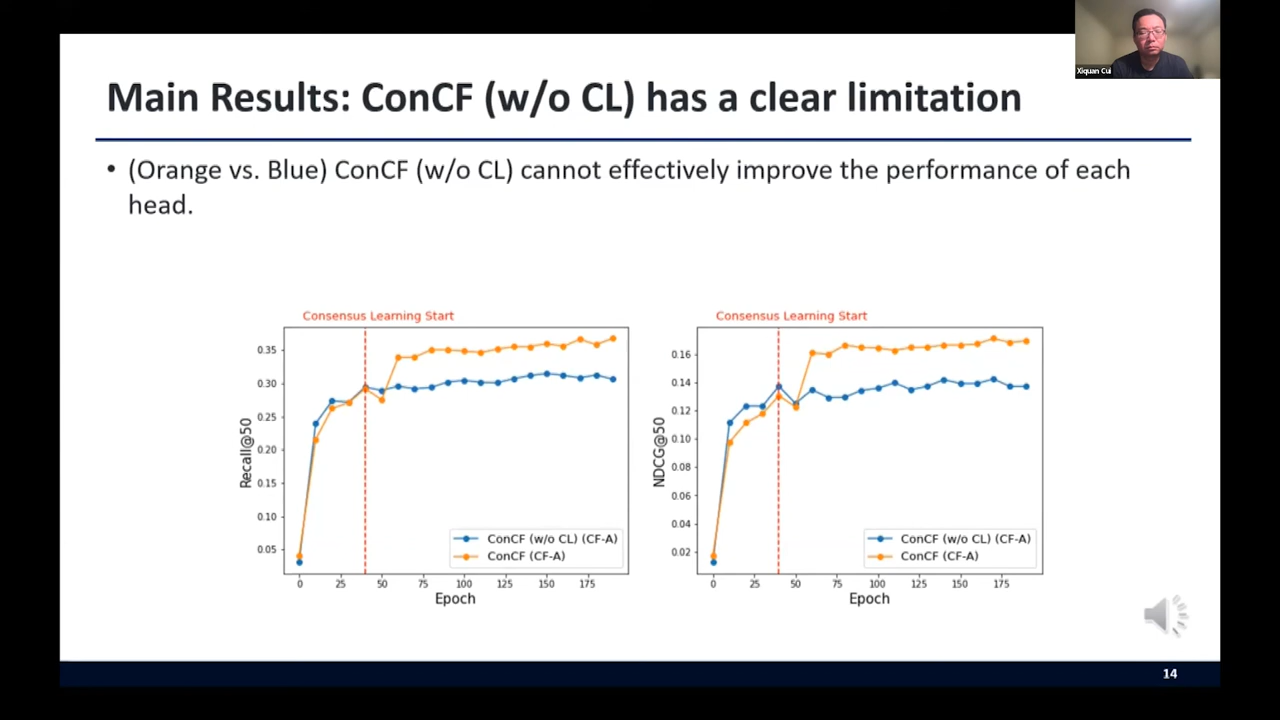 Xiquan Cui
Main Results: ConCF (w/o CL) has a clear limitation
• (Orange vs. Blue) ConCF (w/o CL) cannot effectively improve the performance of each
head.
Consensus Learning Start
Recall@50
0.35
0.30
0.25
0.20
0.15
0.10
0.05
ConCF (w/o CL) (CF-A)
ConCF (CF-A)
0 25 50 75 100 125 150 175
Epoch
Consensus Learning Start
NDCG@50
0.16
0.14
0.12
0.10
0.08
0.06
0.04
0.02
ConCF (w/o CL) (CF-A)
ConCF (CF-A)
0 25 50 75 100 125 150 175
Epoch
14